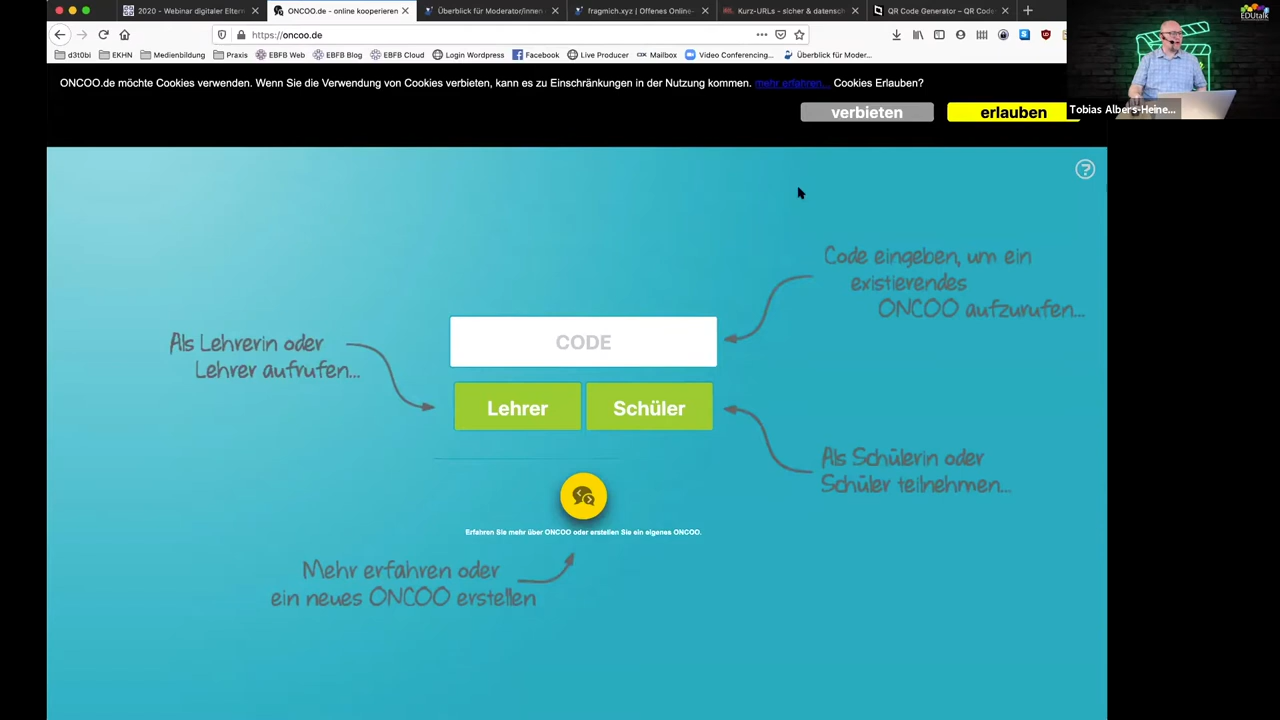 2020 - Webinar digitaler Eltern
ONCOO.de - online kooperieren
Überblick für Moderator/innen
fragmich.xyz | Offenes Online-
Kurz-URLs - sicher & datensch
QR Code Generator – QR Code
https://oncoo.de
d3t0bi
EKHN
Medienbildung
Praxis
EBFB Web
EBFB Blog
EBFB Cloud
Login Wordpress
Facebook
Live Producer
Mailbox
Video Conferencing...
Überblick für Moder...
EDUtalk
Tobias Albers-Heine...
ONCOO.de möchte Cookies verwenden. Wenn Sie die Verwendung von Cookies verbieten, kann es zu Einschränkungen in der Nutzung kommen. mehr erfahren... Cookies Erlauben?
verbieten
erlauben
?
Code eingeben, um ein
existierendes
ONCOO aufzurufen...
CODE
Als Lehrerin oder
Lehrer aufrufen...
Lehrer
Schüler
Als Schülerin oder
Schüler teilnehmen...
Erfahren Sie mehr über ONCOO oder erstellen Sie ein eigenes ONCOO.
Mehr erfahren oder
ein neues ONCOO erstellen